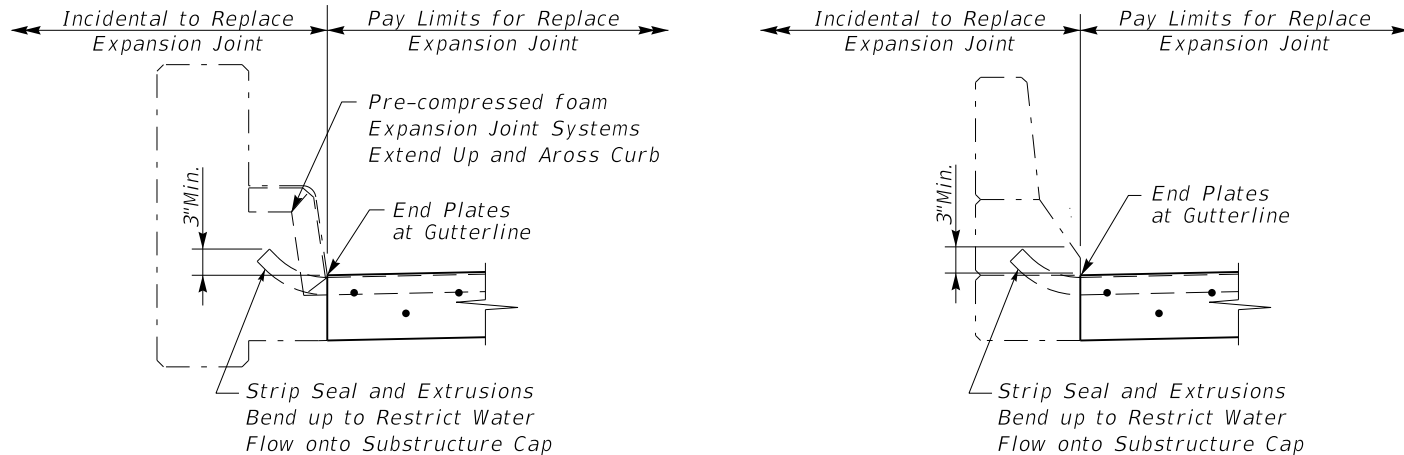 Incidental to Replace
Expansion Joint
Pay Limits for Replace
Expansion Joint
Pre-compressed foam
Expansion Joint Systems
Extend Up and Aross Curb
3"Min.
End Plates
at Gutterline
Strip Seal and Extrusions
Bend up to Restrict Water
Flow onto Substructure Cap
Incidental to Replace
Expansion Joint
Pay Limits for Replace
Expansion Joint
3"Min.
End Plates
at Gutterline
Strip Seal and Extrusions
Bend up to Restrict Water
Flow onto Substructure Cap